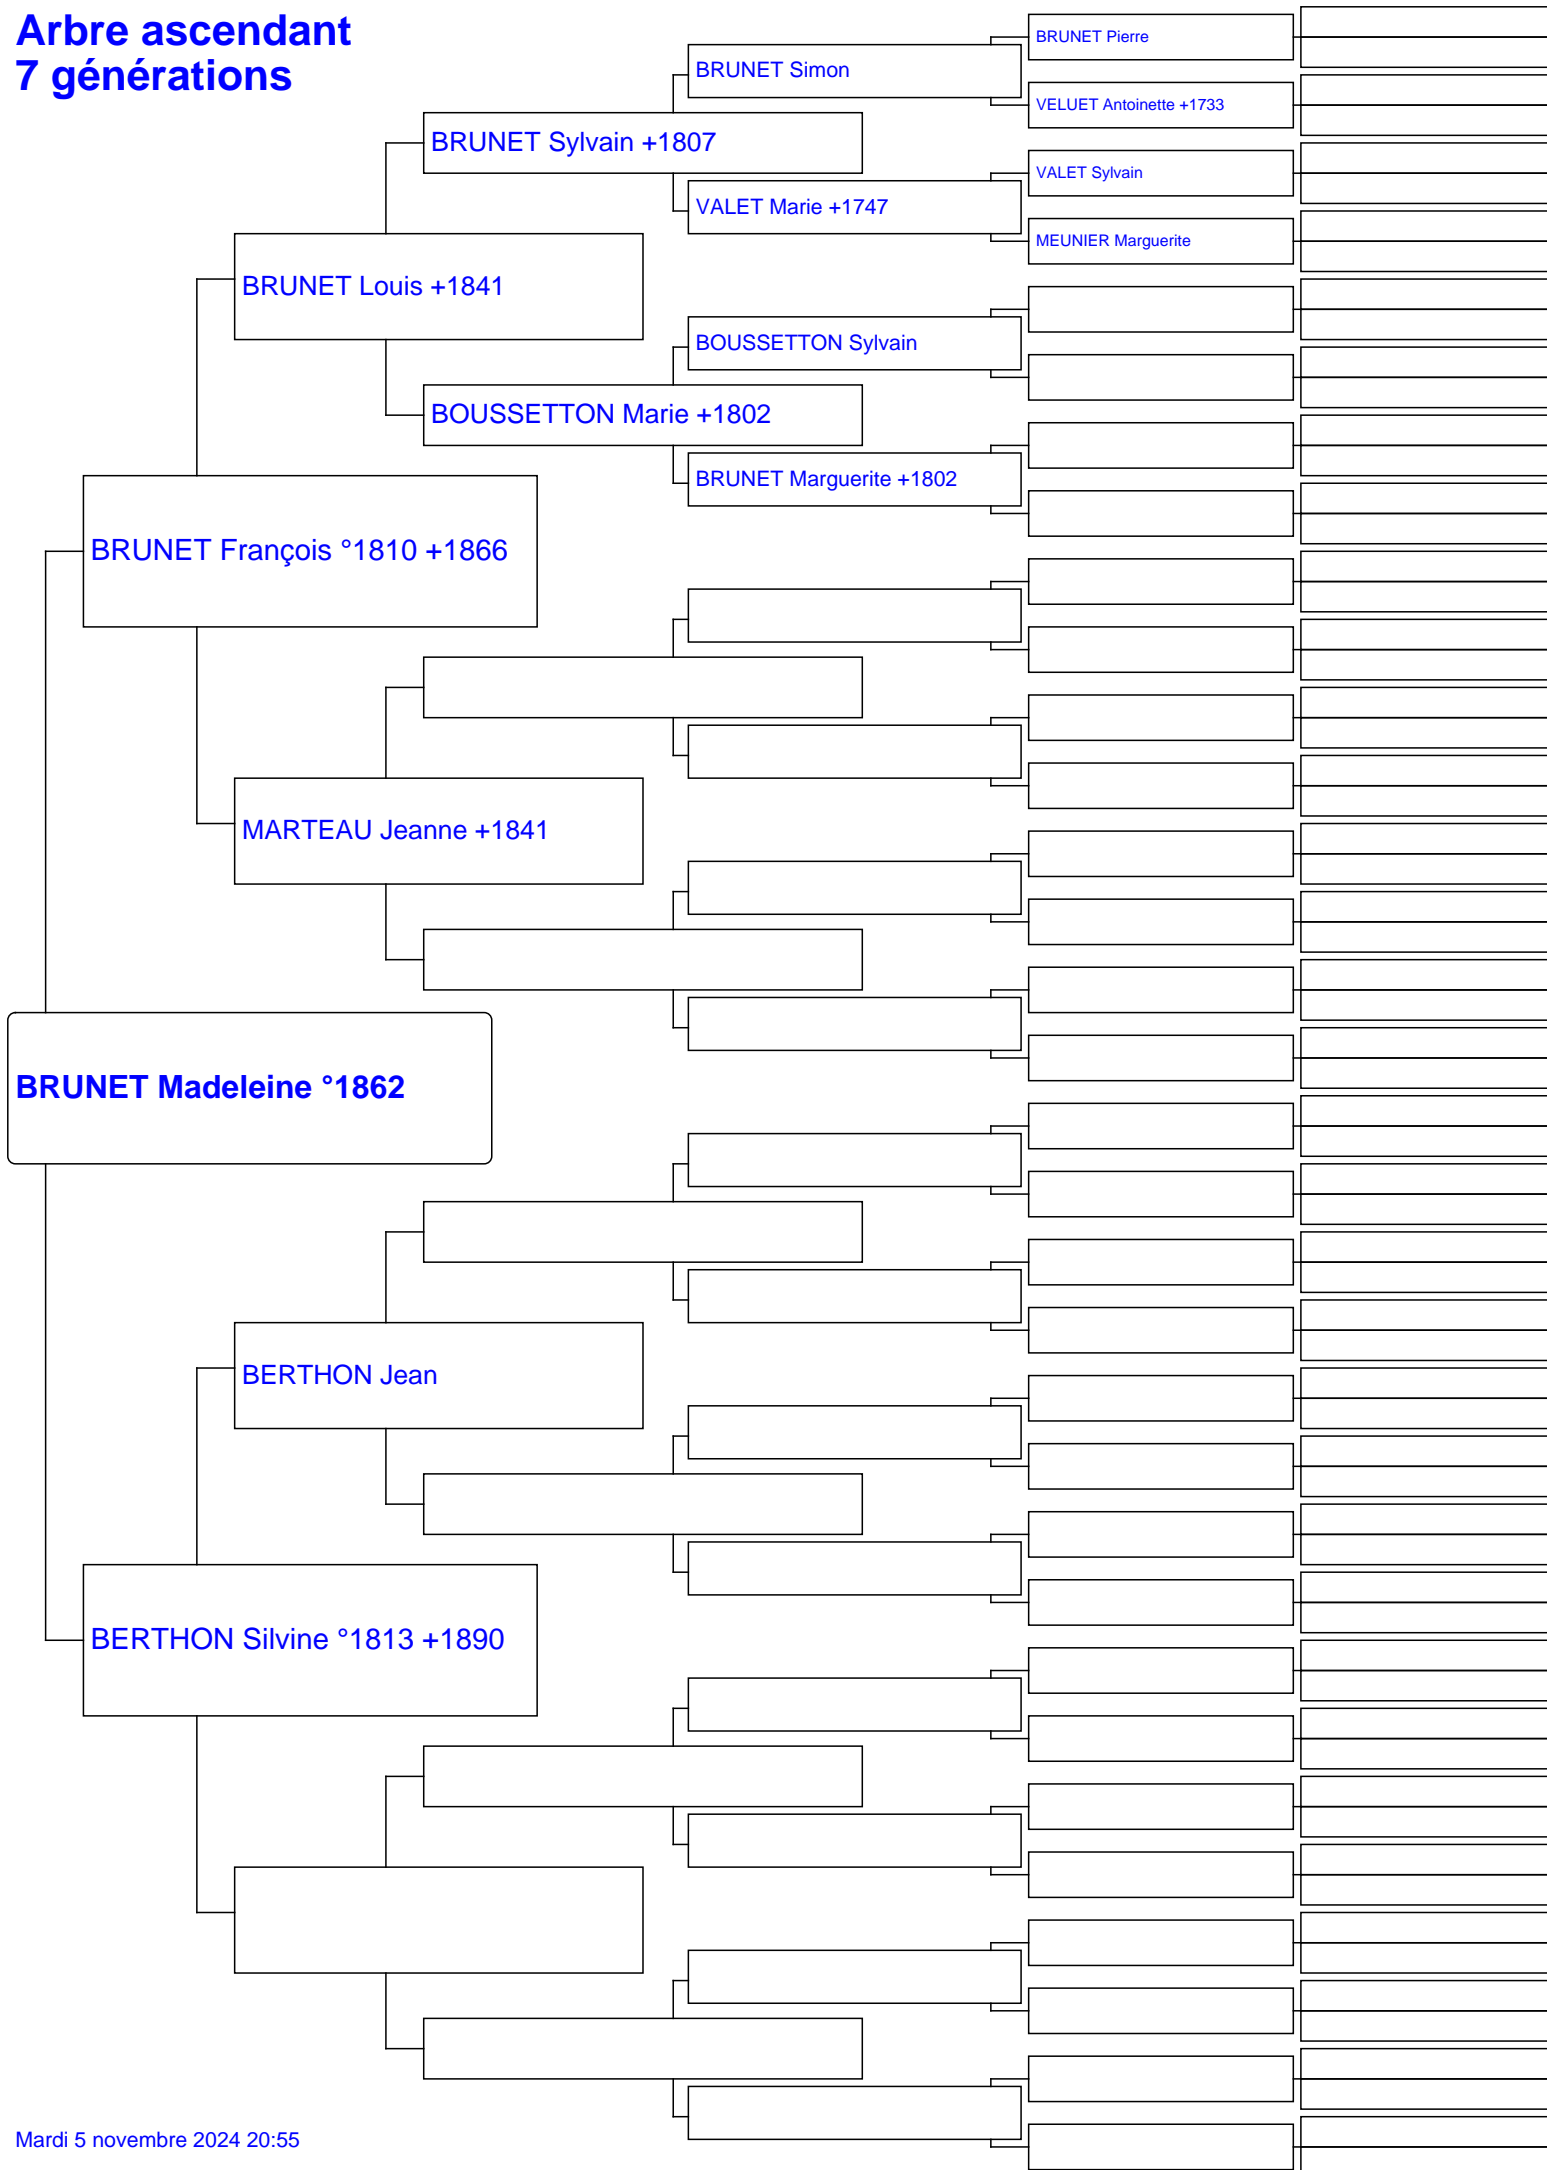 Arbre ascendant
7 générations
BRUNET Pierre
BRUNET Simon
VELUET Antoinette +1733
BRUNET Sylvain +1807
VALET Sylvain
VALET Marie +1747
MEUNIER Marguerite
BRUNET Louis +1841
BOUSSETTON Sylvain
BOUSSETTON Marie +1802
BRUNET Marguerite +1802
BRUNET François °1810 +1866
MARTEAU Jeanne +1841
BRUNET Madeleine °1862
BERTHON Jean
BERTHON Silvine °1813 +1890
Mardi 5 novembre 2024 20:55